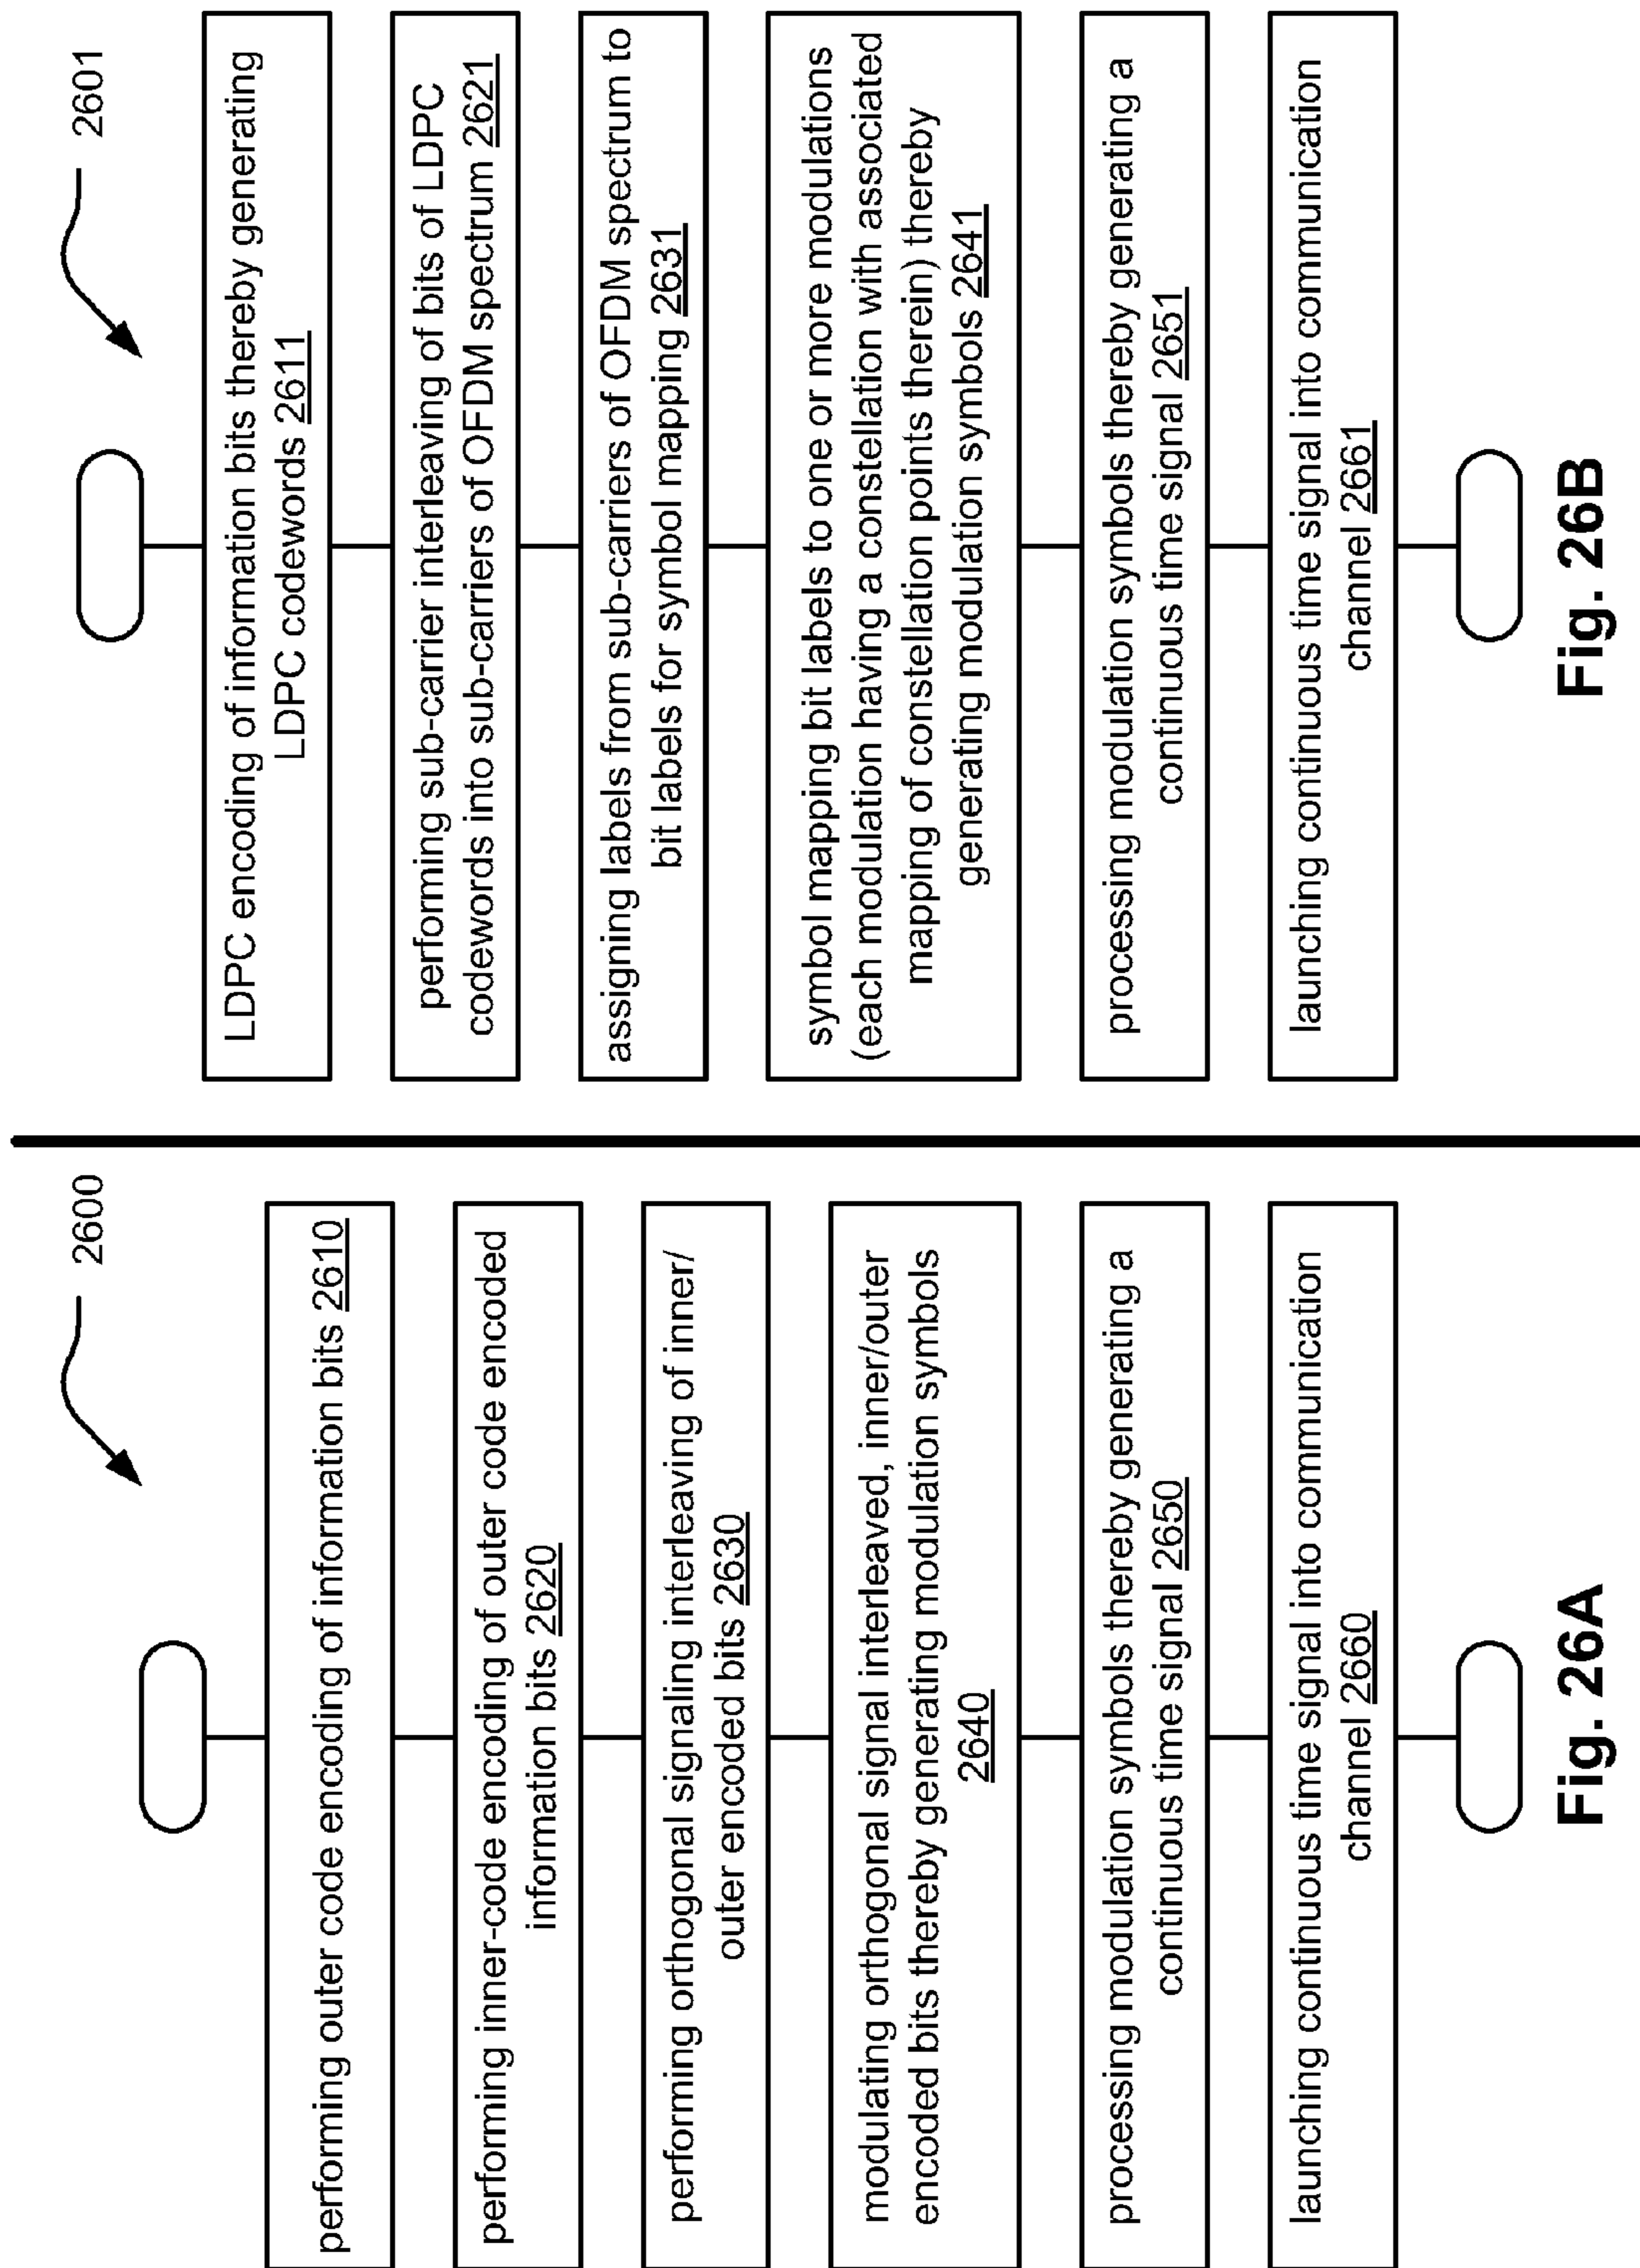 2600
performing outer code encoding of information bits 2610
performing inner-code encoding of outer code encoded
information bits 2620
performing orthogonal signaling interleaving of inner/
outer encoded bits 2630
modulating orthogonal signal interleaved, inner/outer
encoded bits thereby generating modulation symbols
2640
processing modulation symbols thereby generating a
continuous time signal 2650
launching continuous time signal into communication
channel 2660
Fig. 26A
2601
LDPC encoding of information bits thereby generating
LDPC codewords 2611
performing sub-carrier interleaving of bits of LDPC
codewords into sub-carriers of OFDM spectrum 2621
assigning labels from sub-carriers of OFDM spectrum to
bit labels for symbol mapping 2631
symbol mapping bit labels to one or more modulations
(each modulation having a constellation with associated
mapping of constellation points therein) thereby
generating modulation symbols 2641
processing modulation symbols thereby generating a
continuous time signal 2651
launching continuous time signal into communication
channel 2661
Fig. 26B